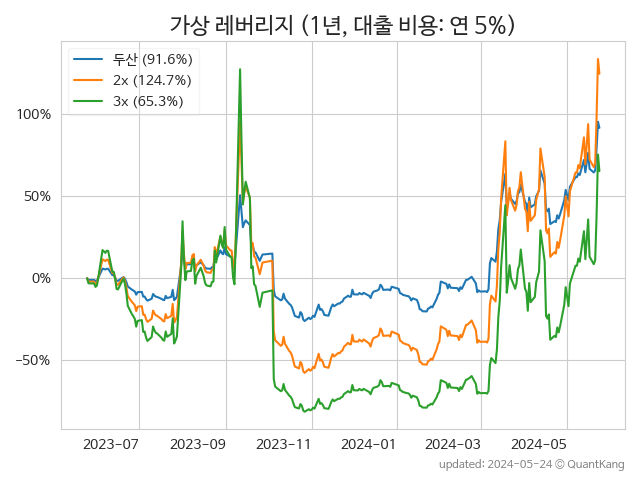 가상 레버리지 (1년, 대출 비용: 연 5%)
두산 (91.6%)
2x (124.7%)
3x (65.3%)
100%
50%
0%
−50%
2023-07 2023-09 2023-11 2024-01 2024-03 2024-05
updated: 2024-05-24 © QuantKang